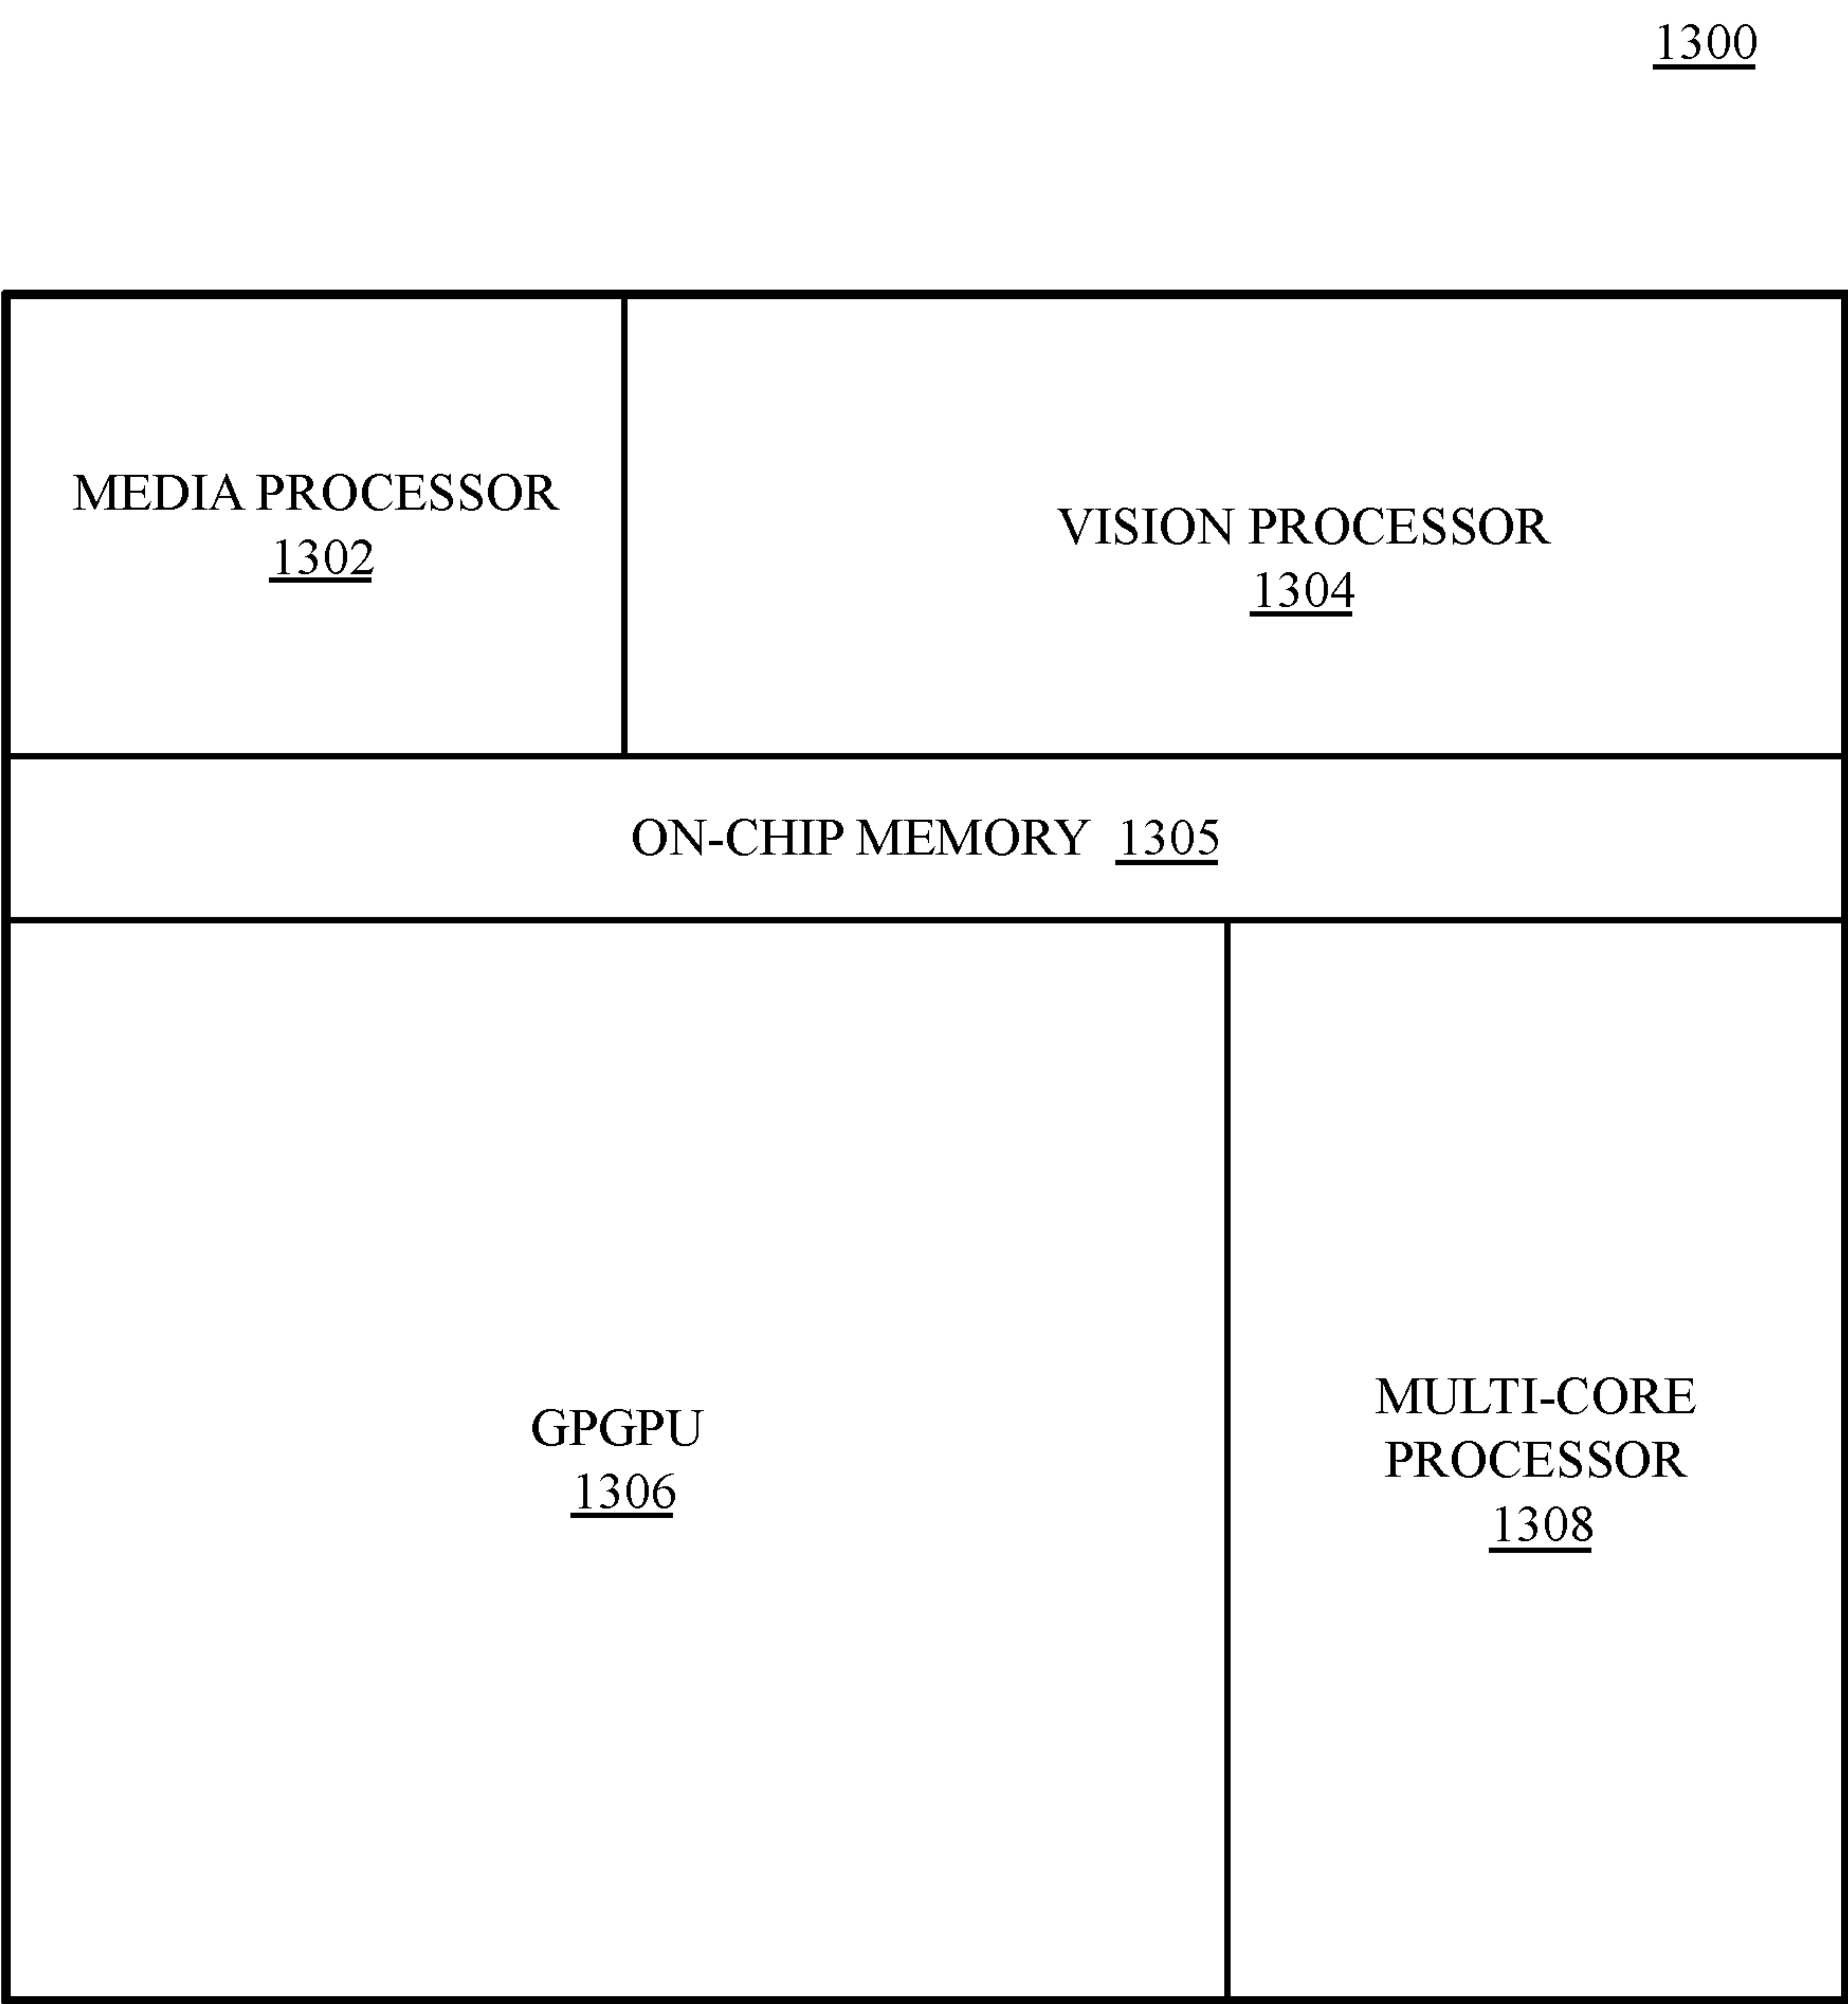 1300
MEDIA PROCESSOR
1302
VISION PROCESSOR
1304
ON-CHIP MEMORY 1305
GPGPU
1306
MULTI-CORE
PROCESSOR
1308